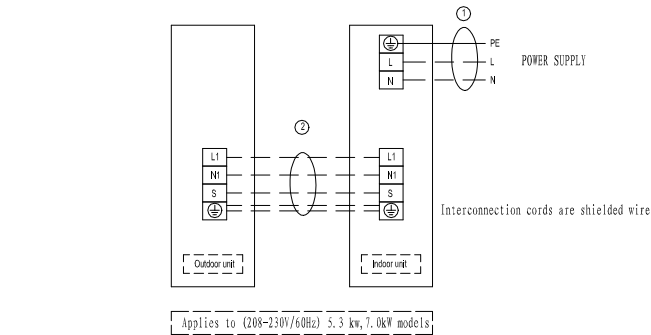 ①
PE
L
L
POWER SUPPLY
N
N
②
L1
L1
N1
N1
S
S
Interconnection cords are shielded wire
Outdoor unit
Indoor unit
Applies to (208-230V/60Hz) 5.3 kw,7.0kW models